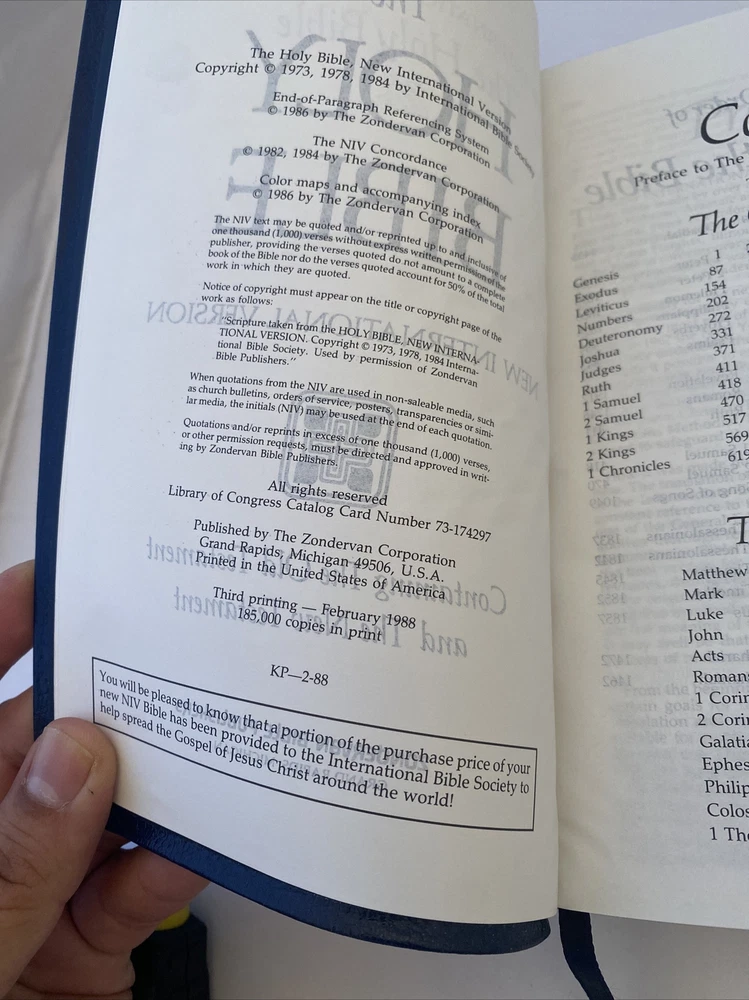 The Holy Bible, New International Version
Copyright © 1973, 1978, 1984 by International Bible Society
End-of-Paragraph Referencing System
© 1986 by The Zondervan Corporation
The NIV Concordance
© 1982, 1984 by The Zondervan Corporation
Color maps and accompanying index
© 1986 by The Zondervan Corporation
The NIV text may be quoted and/or reprinted up to and inclusive of
one thousand (1,000) verses without express written permission of the
publisher, providing the verses quoted do not amount to a complete
book of the Bible nor do the verses quoted account for 50% of the total
work in which they are quoted.
Notice of copyright must appear on the title or copyright page of the
work as follows:
"Scripture taken from the HOLY BIBLE, NEW INTERNA-
TIONAL VERSION. Copyright © 1973, 1978, 1984 Interna-
tional Bible Society. Used by permission of Zondervan
Bible Publishers."
When quotations from the NIV are used in non-saleable media, such
as church bulletins, orders of service, posters, transparencies or simi-
lar media, the initials (NIV) may be used at the end of each quotation.
Quotations and/or reprints in excess of one thousand (1,000) verses,
or other permission requests, must be directed and approved in writ-
ing by Zondervan Bible Publishers.
All rights reserved
Library of Congress Catalog Card Number 73-174297
Published by The Zondervan Corporation
Grand Rapids, Michigan 49506, U.S.A.
Printed in the United States of America
Third printing — February 1988
185,000 copies in print
KP—2-88
You will be pleased to know that a portion of the purchase price of your
new NIV Bible has been provided to the International Bible Society to
help spread the Gospel of Jesus Christ around the world!
Preface to The
The
Genesis 1
Exodus 87
Leviticus 154
Numbers 202
Deuteronomy 272
Joshua 331
Judges 371
Ruth 411
1 Samuel 418
2 Samuel 470
1 Kings 517
2 Kings 569
1 Chronicles 619
Matthew
Mark
Luke
John
Acts
Romans
1 Corin
2 Corin
Galatia
Ephes
Philip
Colos
1 The